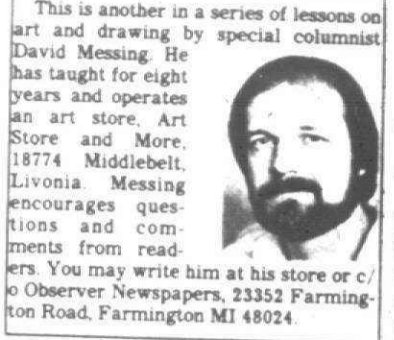 This is another in a series of lessons on
art and drawing by special columnist
David Messing. He
has taught for eight
years and operates
an art store, Art
Store and More,
18774 Middlebelt,
Livonia. Messing
encourages ques-
tions and com-
ments from read-
ers. You may write him at his store or c/
o Observer Newspapers, 23352 Farming-
ton Road, Farmington MI 48024.